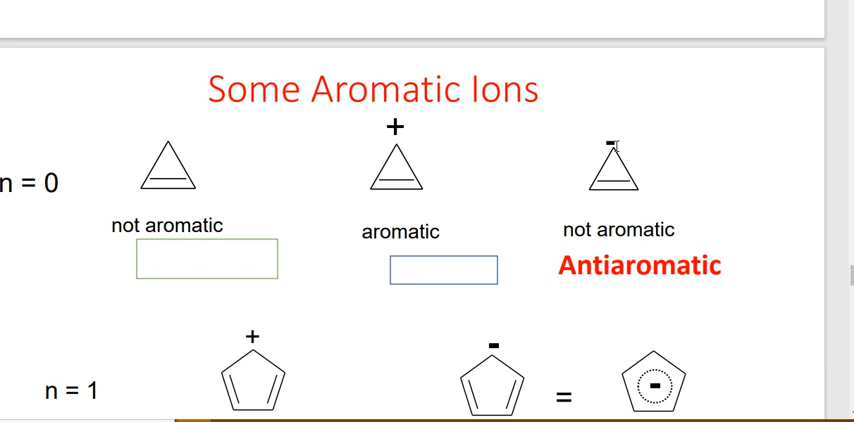 Some Aromatic Ions
+ -
n = 0
not aromatic aromatic not aromatic
Antiaromatic
+ -
n = 1 = -